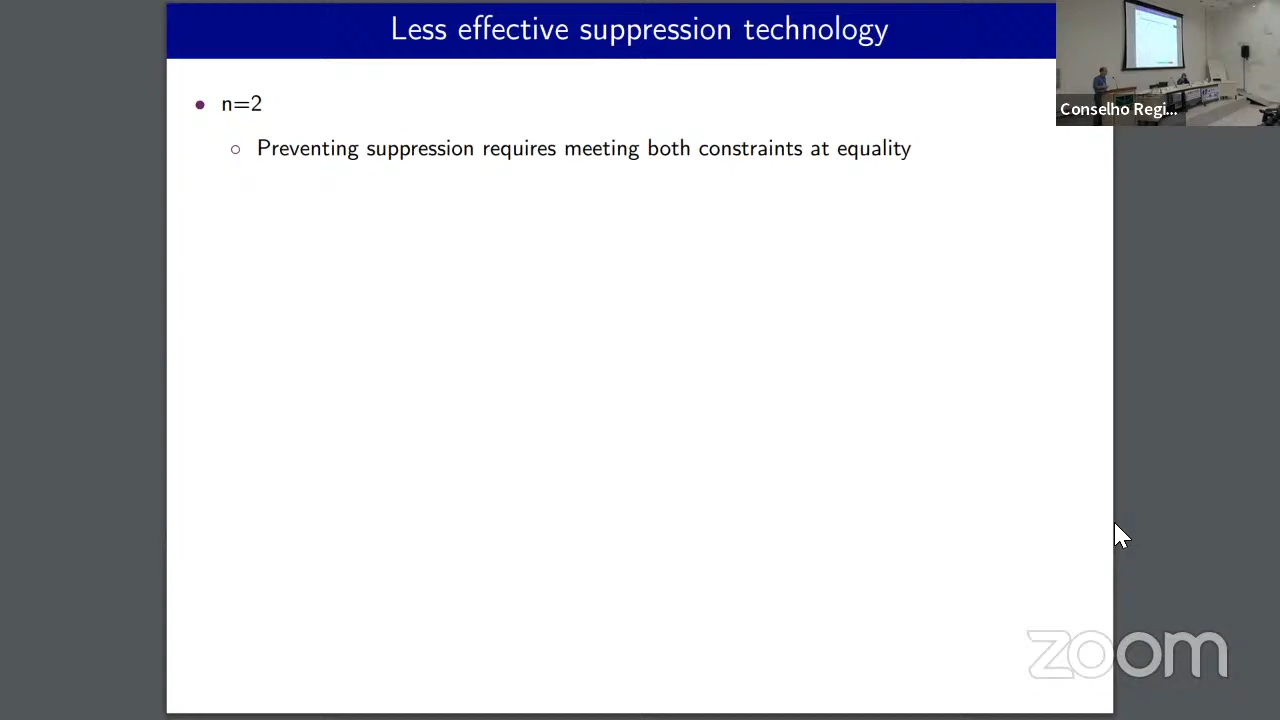 Less effective suppression technology
Conselho Regi...
n=2
Preventing suppression requires meeting both constraints at equality
zoom